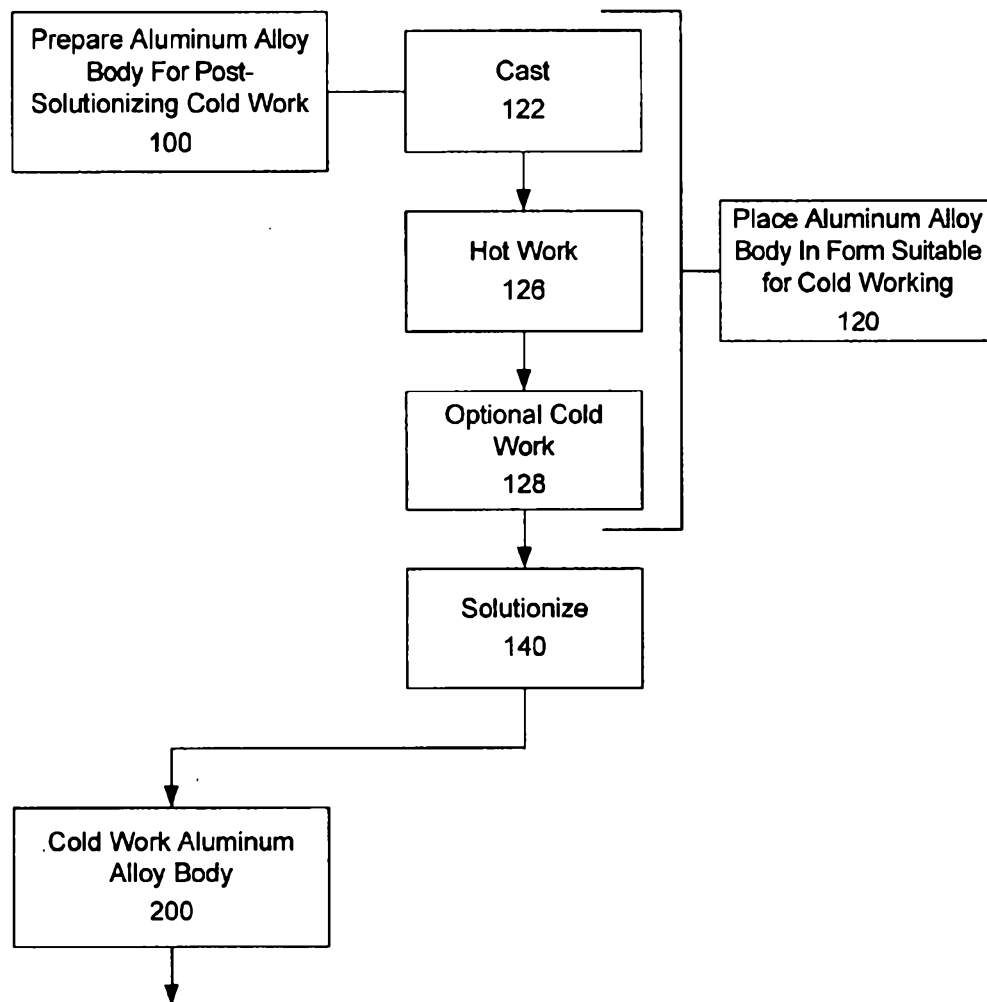 Prepare Aluminum Alloy
Body For Post-
Solutionizing Cold Work
100
Cast
122
Hot Work
126
Place Aluminum Alloy
Body In Form Suitable
for Cold Working
120
Optional Cold
Work
128
Solutionize
140
Cold Work Aluminum
Alloy Body
200